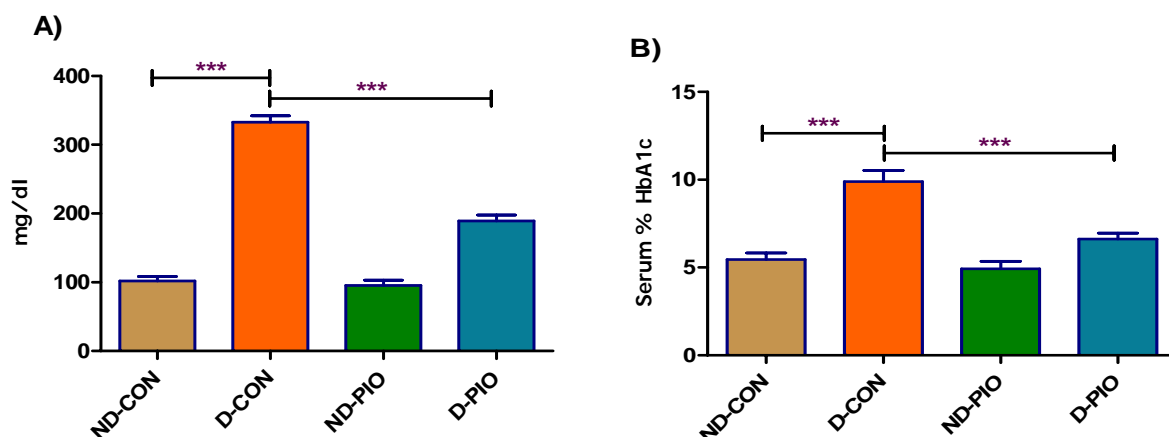 A)
mg/dl
400
300
200
100
0
***
***
ND-CON
D-CON
ND-PIO
D-PIO
B)
Serum % HbA1c
15
10
5
0
***
***
ND-CON
D-CON
ND-PIO
D-PIO